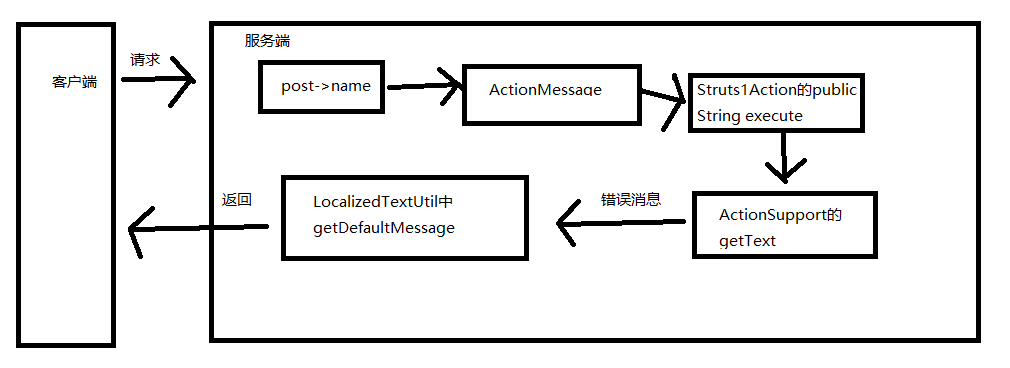 服务端
请求
客户端
post->name
ActionMessage
Struts1Action的public
String execute
返回
LocalizedTextUtil中
getDefaultMessage
错误消息
ActionSupport的
getText